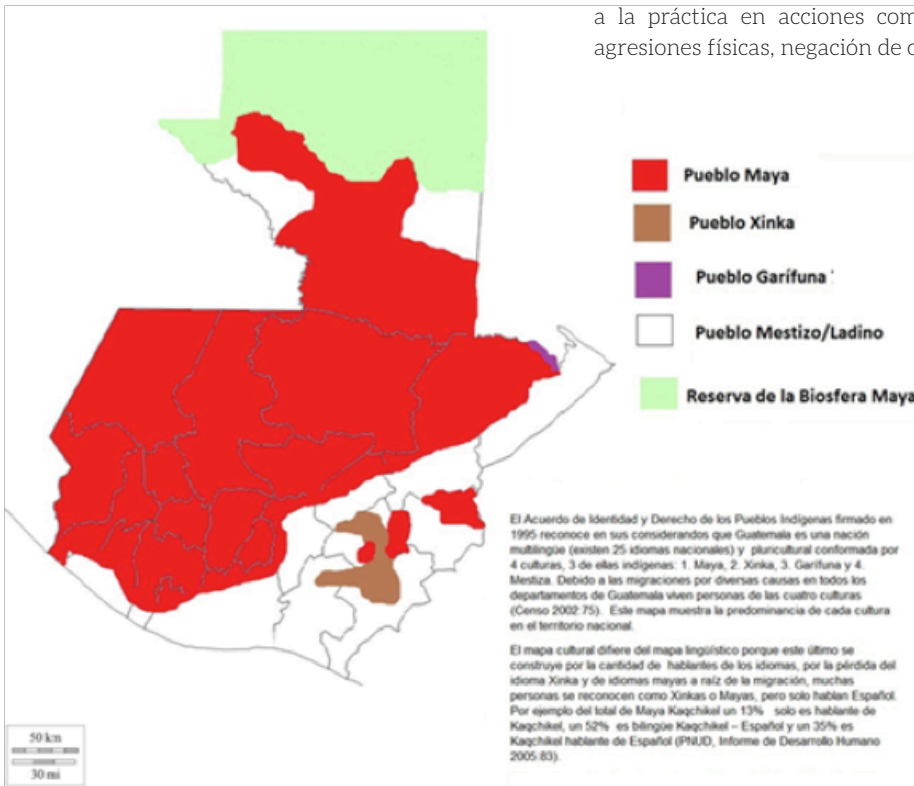 a la práctica en acciones com
agresiones físicas, negación de
Pueblo Maya
Pueblo Xinka
Pueblo Garífuna
Pueblo Mestizo/Ladino
Reserva de la Biosfera Maya
El Acuerdo de Identidad y Derecho de los Pueblos Indígenas firmado en
1995 reconoce en sus considerandos que Guatemala es una nación
multilingüe (existen 25 idiomas nacionales) y pluricultural conformada por
4 culturas, 3 de ellas indígenas: 1. Maya, 2. Xinka, 3. Garífuna y 4.
Mestiza. Debido a las migraciones por diversas causas en todos los
departamentos de Guatemala viven personas de las cuatro culturas
(Censo 2002:75). Este mapa muestra la predominancia de cada cultura
en el territorio nacional.
El mapa cultural difiere del mapa lingüístico porque este último se
construye por la cantidad de hablantes de los idiomas, por la pérdida del
idioma Xinka y de idiomas mayas a raíz de la migración, muchas
personas se reconocen como Xinkas o Mayas, pero solo hablan Español.
Por ejemplo del total de Maya Kaqchikel un 13% solo es hablante de
Kaqchikel, un 52% es bilingüe Kaqchikel – Español y un 35% es
Kaqchikel hablante de Español (PNUD, Informe de Desarrollo Humano
2005:83).
50 km
30 mi